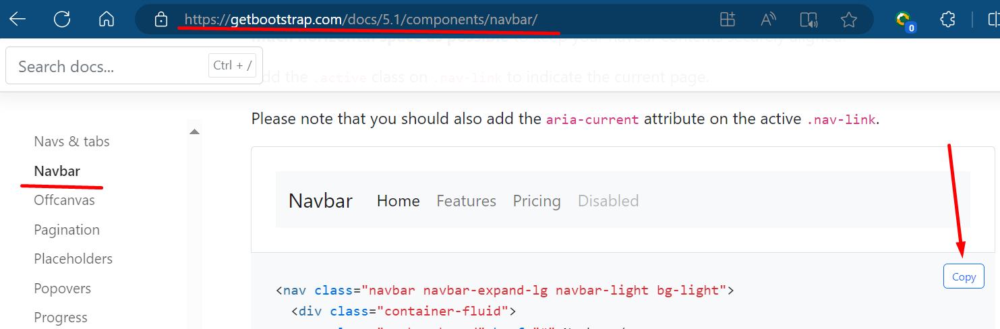 https://getbootstrap.com/docs/5.1/components/navbar/
0
Search docs...
Ctrl + /
much horizontal space as possible to keep your navbar contents securely aligned.
dd the .active class on .nav-link to indicate the current page.
Please note that you should also add the aria-current attribute on the active .nav-link.
Navs & tabs
Navbar
Offcanvas
Pagination
Placeholders
Popovers
Progress
Navbar Home Features Pricing Disabled
Copy
<nav class="navbar navbar-expand-lg navbar-light bg-light">
<div class="container-fluid">